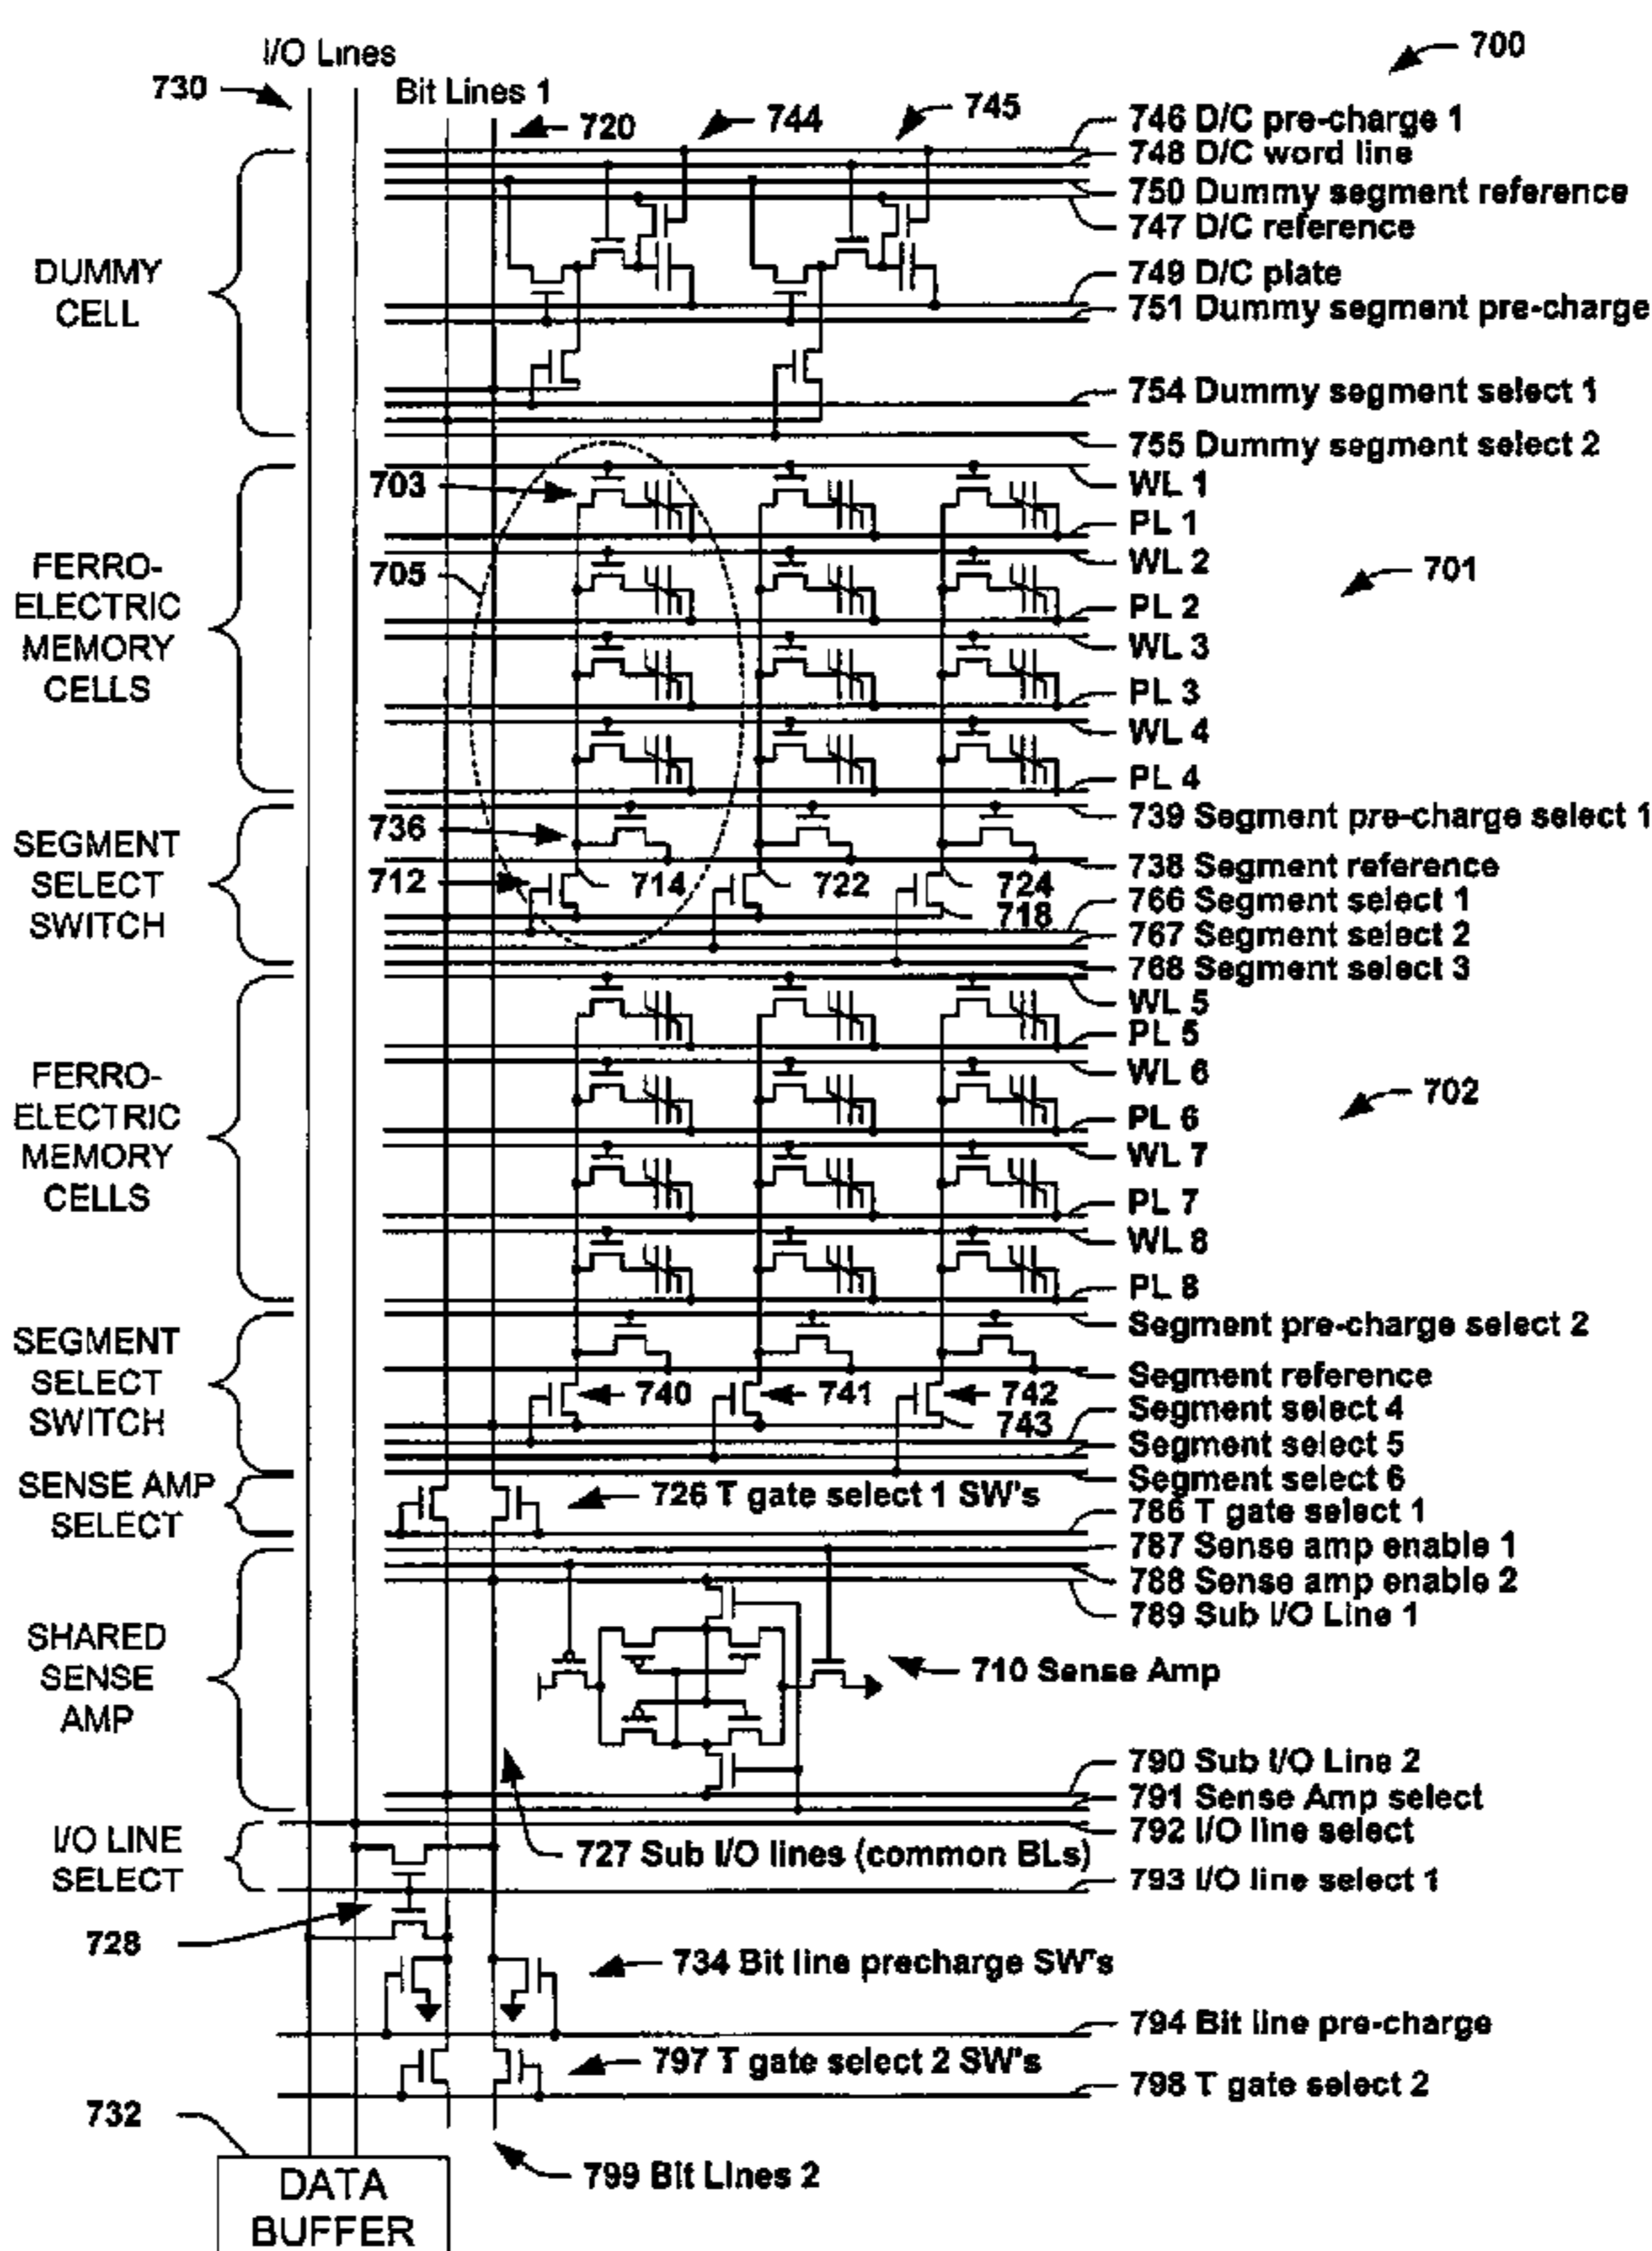 I/O Lines
700
730
Bit Lines 1
720
744
745
746 D/C pre-charge 1
748 D/C word line
750 Dummy segment reference
747 D/C reference
DUMMY
CELL
749 D/C plate
751 Dummy segment pre-charge
754 Dummy segment select 1
755 Dummy segment select 2
703
WL 1
PL 1
FERRO-
ELECTRIC
MEMORY
CELLS
705
WL 2
701
PL 2
WL 3
PL 3
WL 4
PL 4
736
739 Segment pre-charge select 1
SEGMENT
SELECT
SWITCH
738 Segment reference
712
714
722
724
718
766 Segment select 1
767 Segment select 2
768 Segment select 3
WL 5
PL 5
FERRO-
ELECTRIC
MEMORY
CELLS
WL 6
702
PL 6
WL 7
PL 7
WL 8
PL 8
SEGMENT
SELECT
SWITCH
Segment pre-charge select 2
Segment reference
740
741
742
743
Segment select 4
Segment select 5
Segment select 6
SENSE AMP
SELECT
726 T gate select 1 SW's
786 T gate select 1
787 Sense amp enable 1
788 Sense amp enable 2
789 Sub I/O Line 1
SHARED
SENSE
AMP
710 Sense Amp
790 Sub I/O Line 2
791 Sense Amp select
792 I/O line select
I/O LINE
SELECT
727 Sub I/O lines (common BLs)
793 I/O line select 1
728
734 Bit line precharge SW's
794 Bit line pre-charge
797 T gate select 2 SW's
798 T gate select 2
732
799 Bit Lines 2
DATA
BUFFER